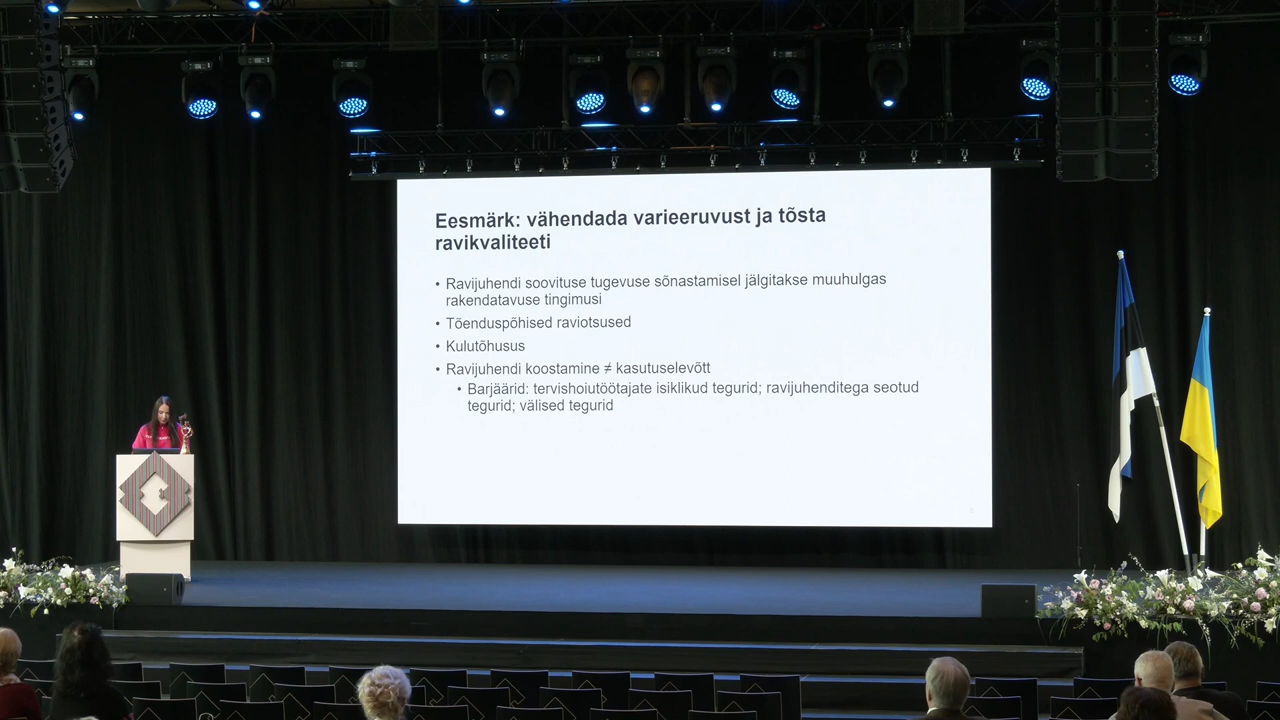 Eesmärk: vähendada varieeruvust ja tõsta
ravikvaliteeti
• Ravijuhendi soovituse tugevuse sõnastamisel jälgitakse muuhulgas
rakendatavuse tingimusi
• Tõenduspõhised raviotsused
• Kulutõhusus
• Ravijuhendi koostamine ≠ kasutuselevõtt
• Barjäärid: tervishoiutöötajate isiklikud tegurid; ravijuhenditega seotud
tegurid; välised tegurid